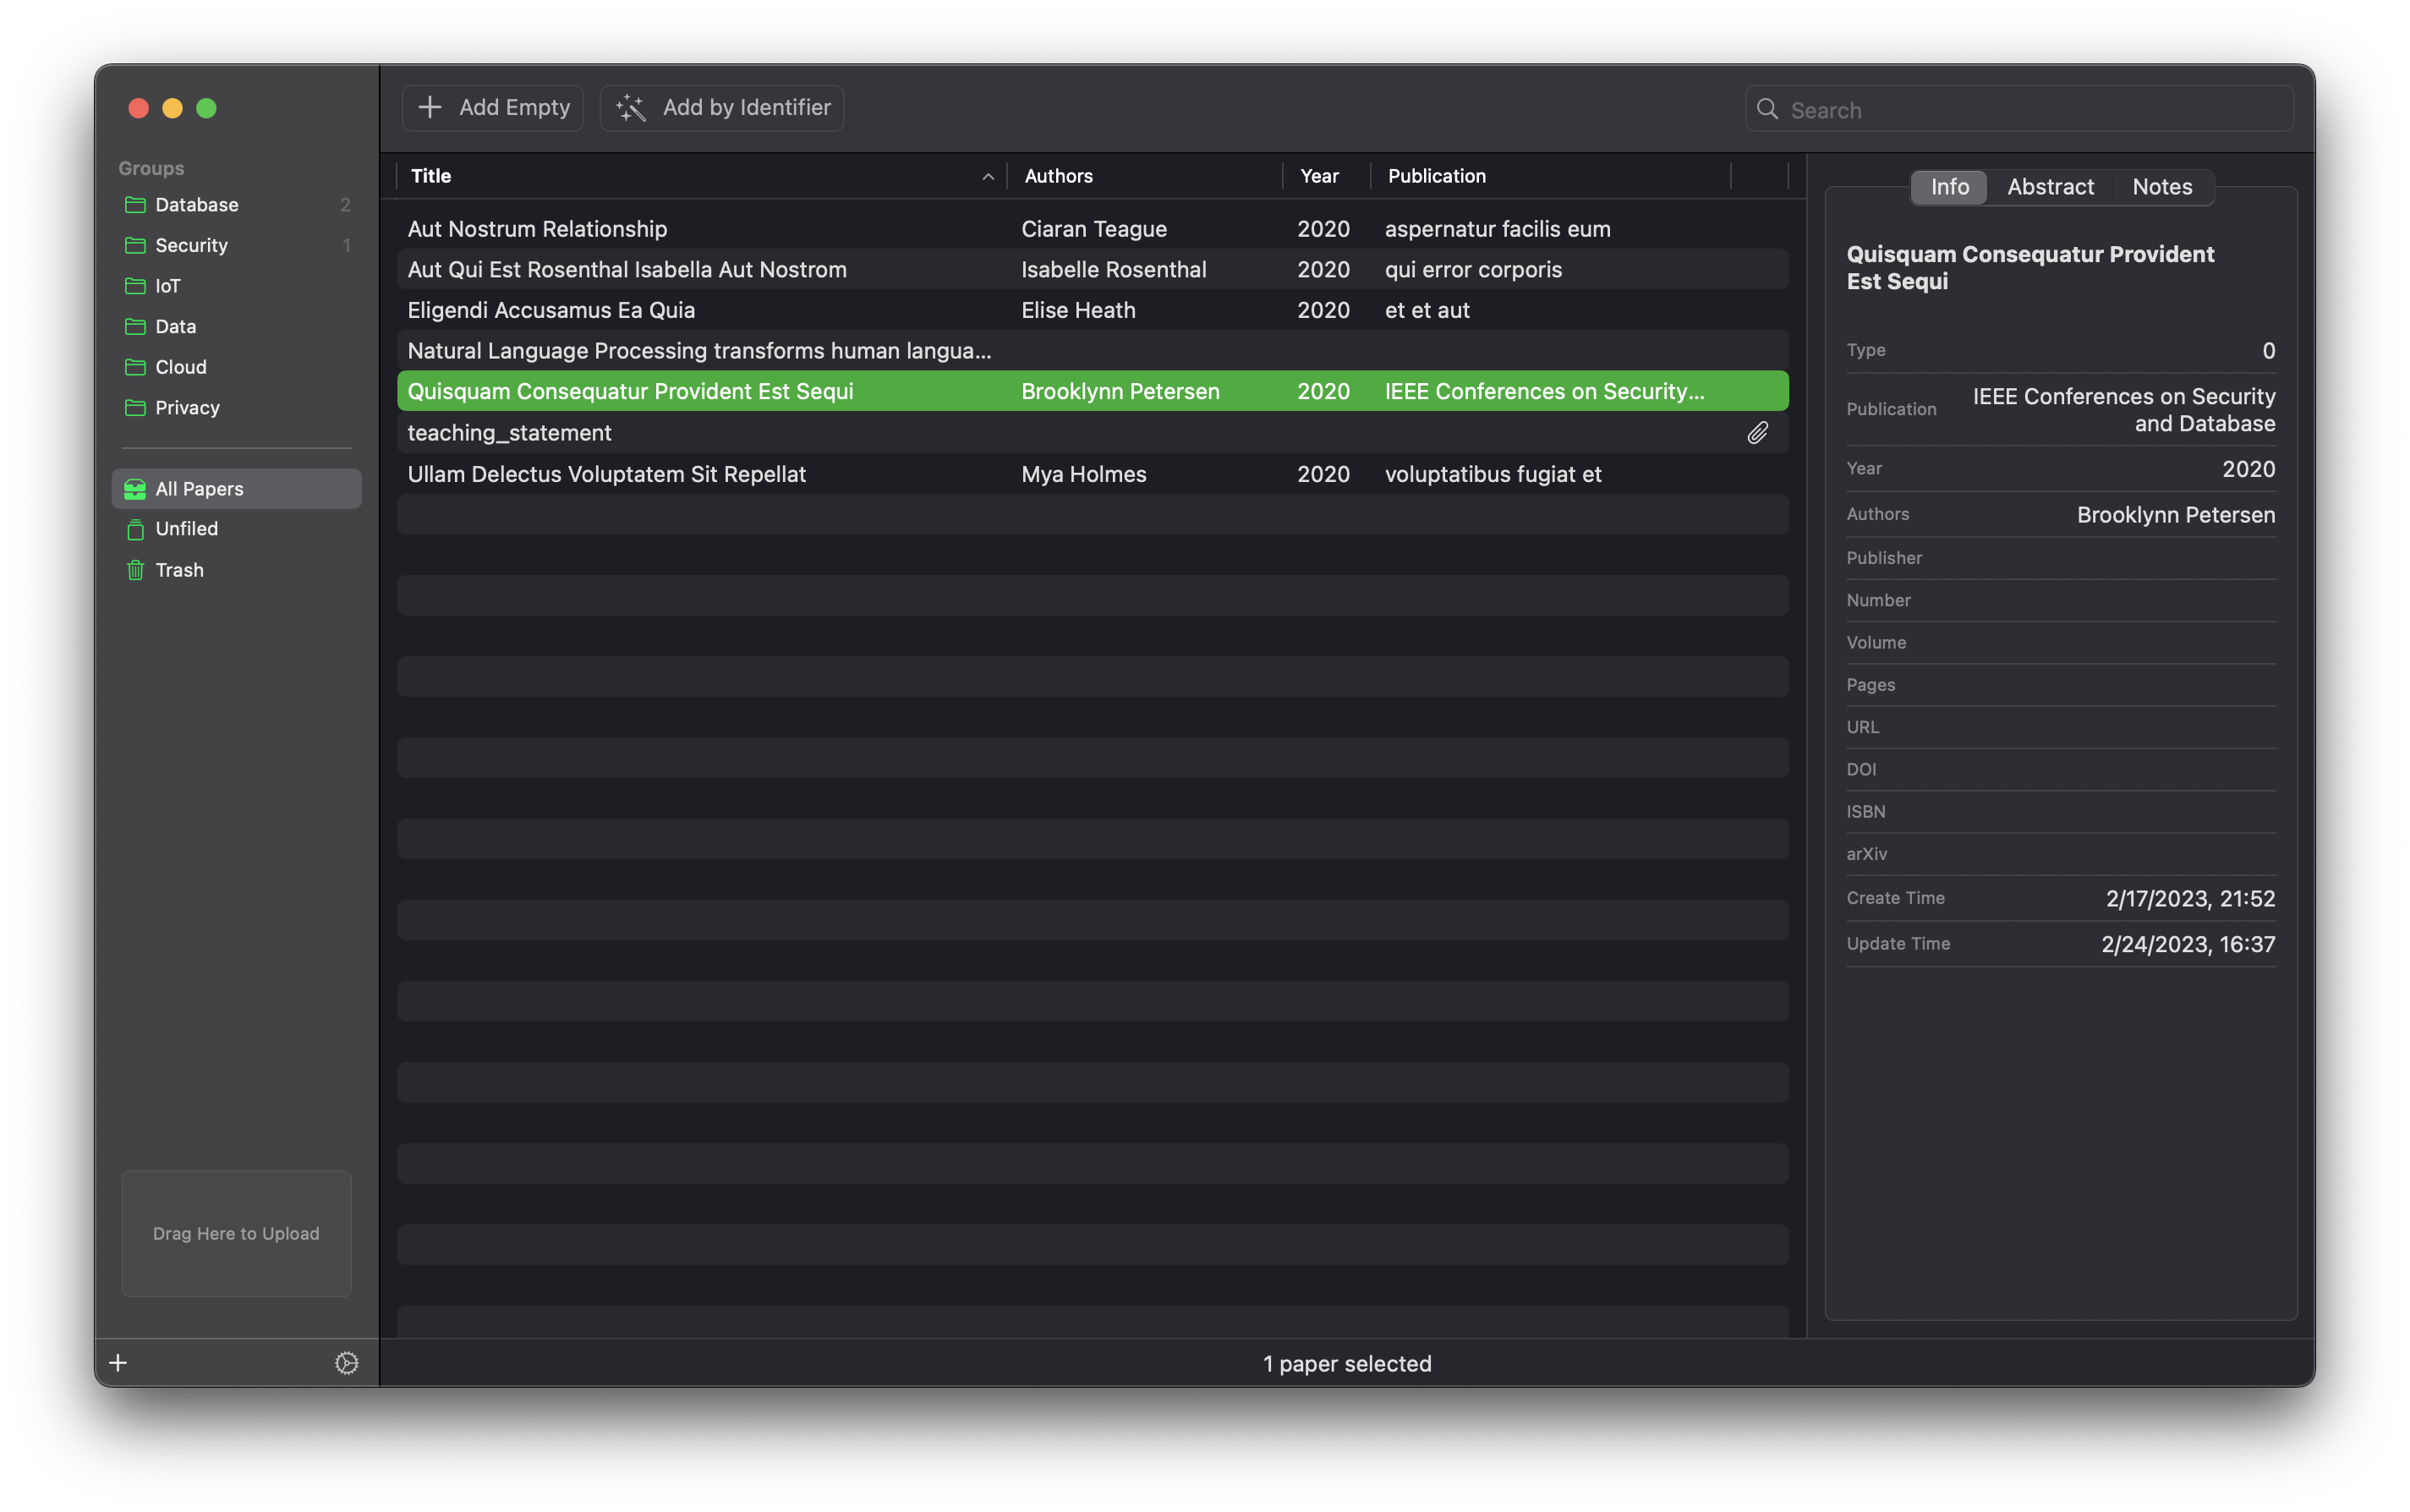 Groups
Database 2
Security 1
IoT
Data
Cloud
Privacy
All Papers
Unfiled
Trash
Drag Here to Upload
Add Empty
Add by Identifier
Search
Title Authors Year Publication
Aut Nostrum Relationship Ciaran Teague 2020 aspernatur facilis eum
Aut Qui Est Rosenthal Isabella Aut Nostrom Isabelle Rosenthal 2020 qui error corporis
Eligendi Accusamus Ea Quia Elise Heath 2020 et et aut
Natural Language Processing transforms human langua...
Quisquam Consequatur Provident Est Sequi Brooklynn Petersen 2020 IEEE Conferences on Security...
teaching_statement
Ullam Delectus Voluptatem Sit Repellat Mya Holmes 2020 voluptatibus fugiat et
1 paper selected
Info Abstract Notes
Quisquam Consequatur Provident
Est Sequi
Type 0
Publication IEEE Conferences on Security
and Database
Year 2020
Authors Brooklynn Petersen
Publisher
Number
Volume
Pages
URL
DOI
ISBN
arXiv
Create Time 2/17/2023, 21:52
Update Time 2/24/2023, 16:37